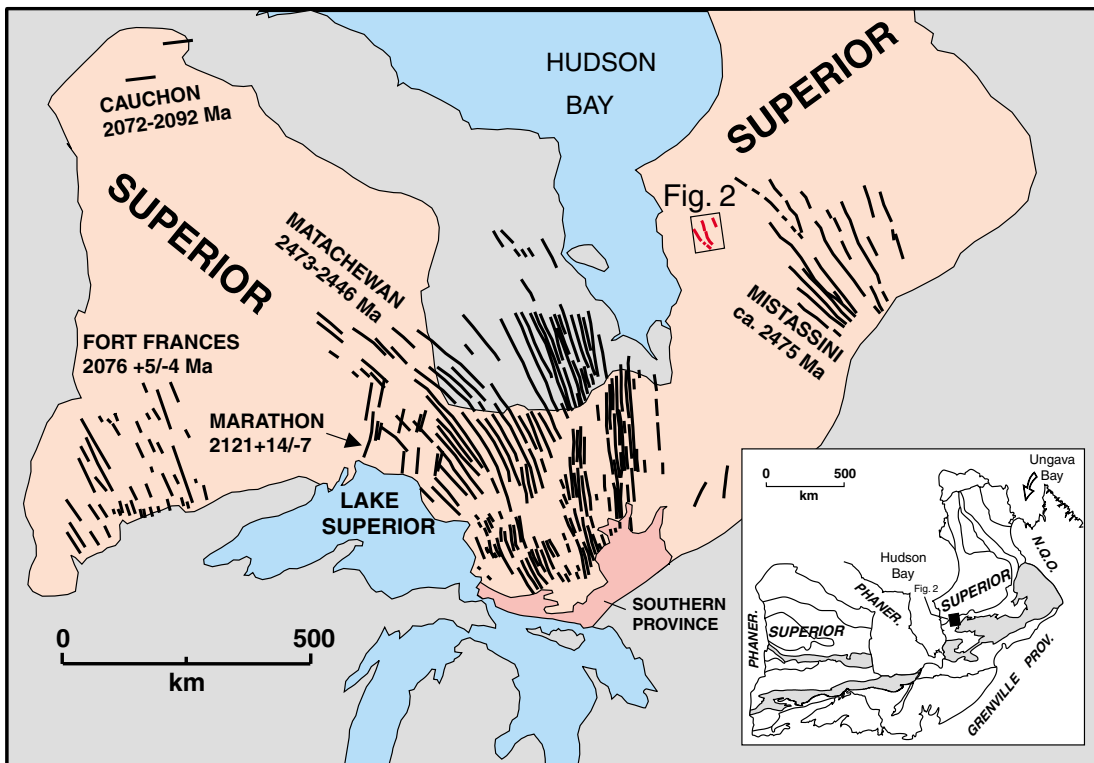 HUDSON
BAY
SUPERIOR
CAUCHON
2072-2092 Ma
SUPERIOR
Fig. 2
MATACHEWAN
2473-2446 Ma
MISTASSINI
ca. 2475 Ma
FORT FRANCES
2076 +5/-4 Ma
MARATHON
2121+14/-7
LAKE
SUPERIOR
SOUTHERN
PROVINCE
0 500
km
0 500
km
Ungava
Bay
N.Q.O.
Hudson
Bay
Fig. 2
SUPERIOR
PHANER.
PHANER.
SUPERIOR
GRENVILLE PROV.